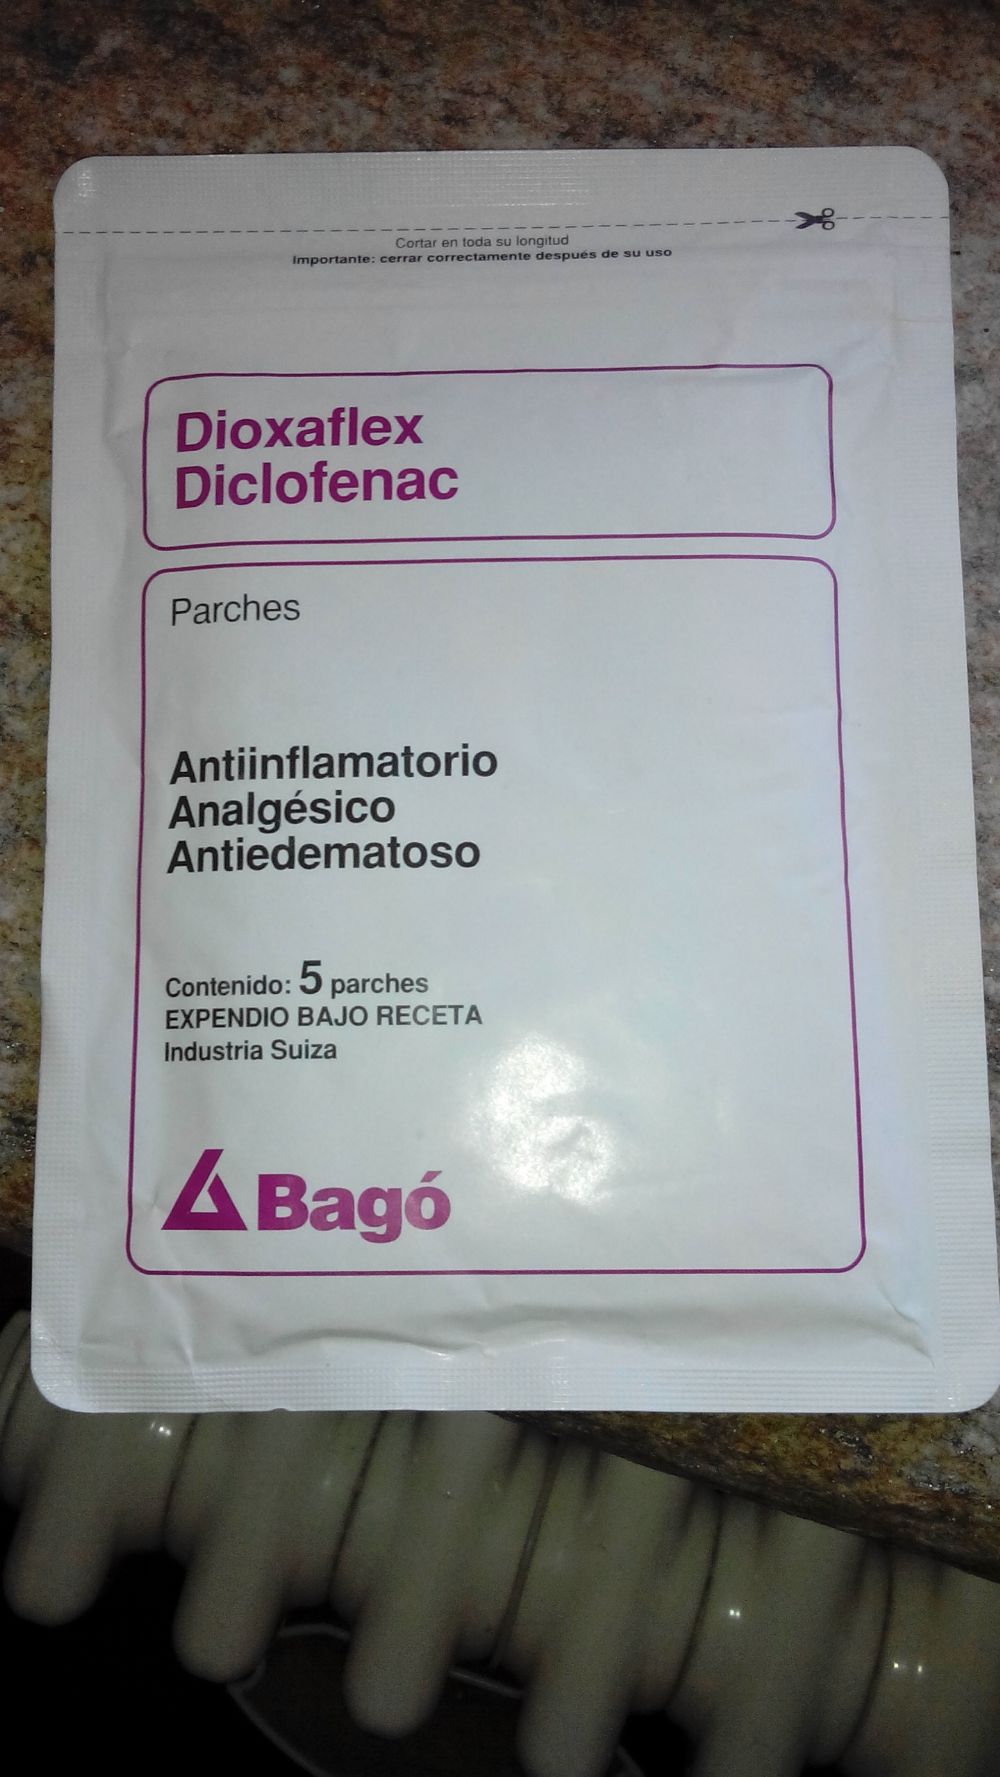 Cortar en toda su longitud
Importante: cerrar correctamente después de su uso
Dioxaflex
Diclofenac
Parches
Antiinflamatorio
Analgésico
Antiedematoso
Contenido: 5 parches
EXPENDIO BAJO RECETA
Industria Suiza
Bagó